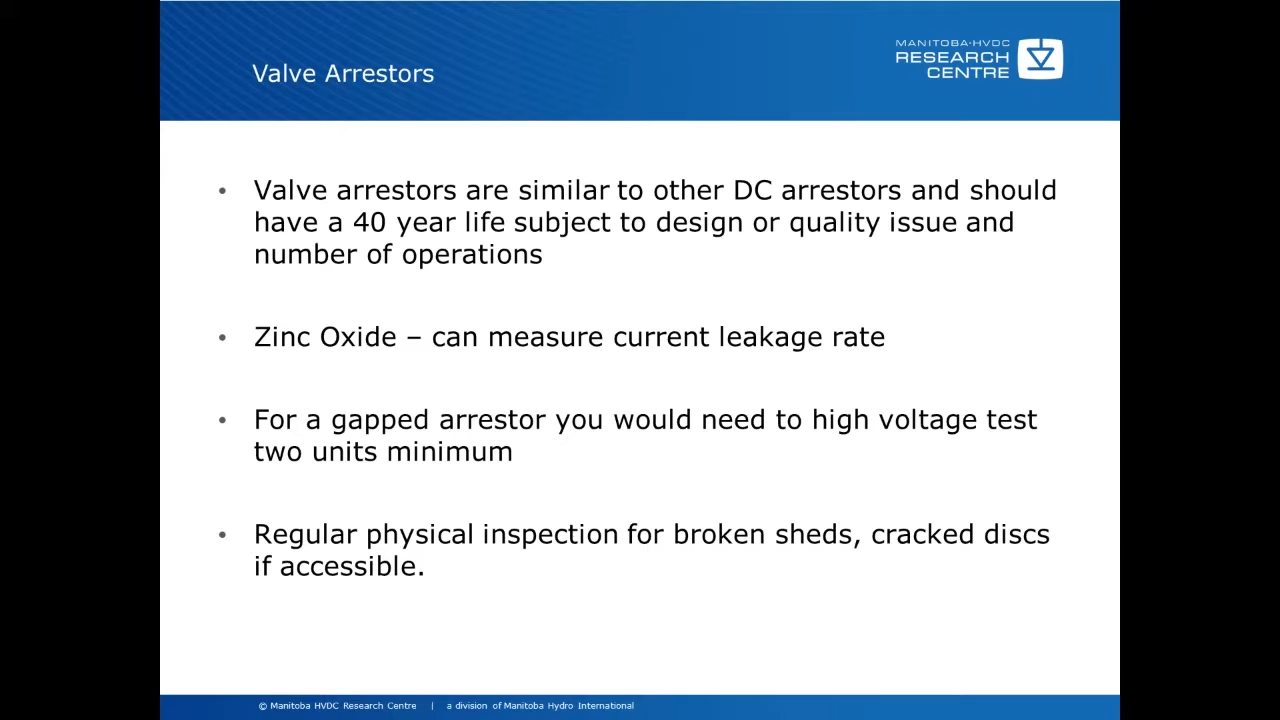 Valve Arrestors
MANITOBA·HVDC
RESEARCH
CENTRE
• Valve arrestors are similar to other DC arrestors and should
have a 40 year life subject to design or quality issue and
number of operations
• Zinc Oxide – can measure current leakage rate
• For a gapped arrestor you would need to high voltage test
two units minimum
• Regular physical inspection for broken sheds, cracked discs
if accessible.
© Manitoba HVDC Research Centre | a division of Manitoba Hydro International